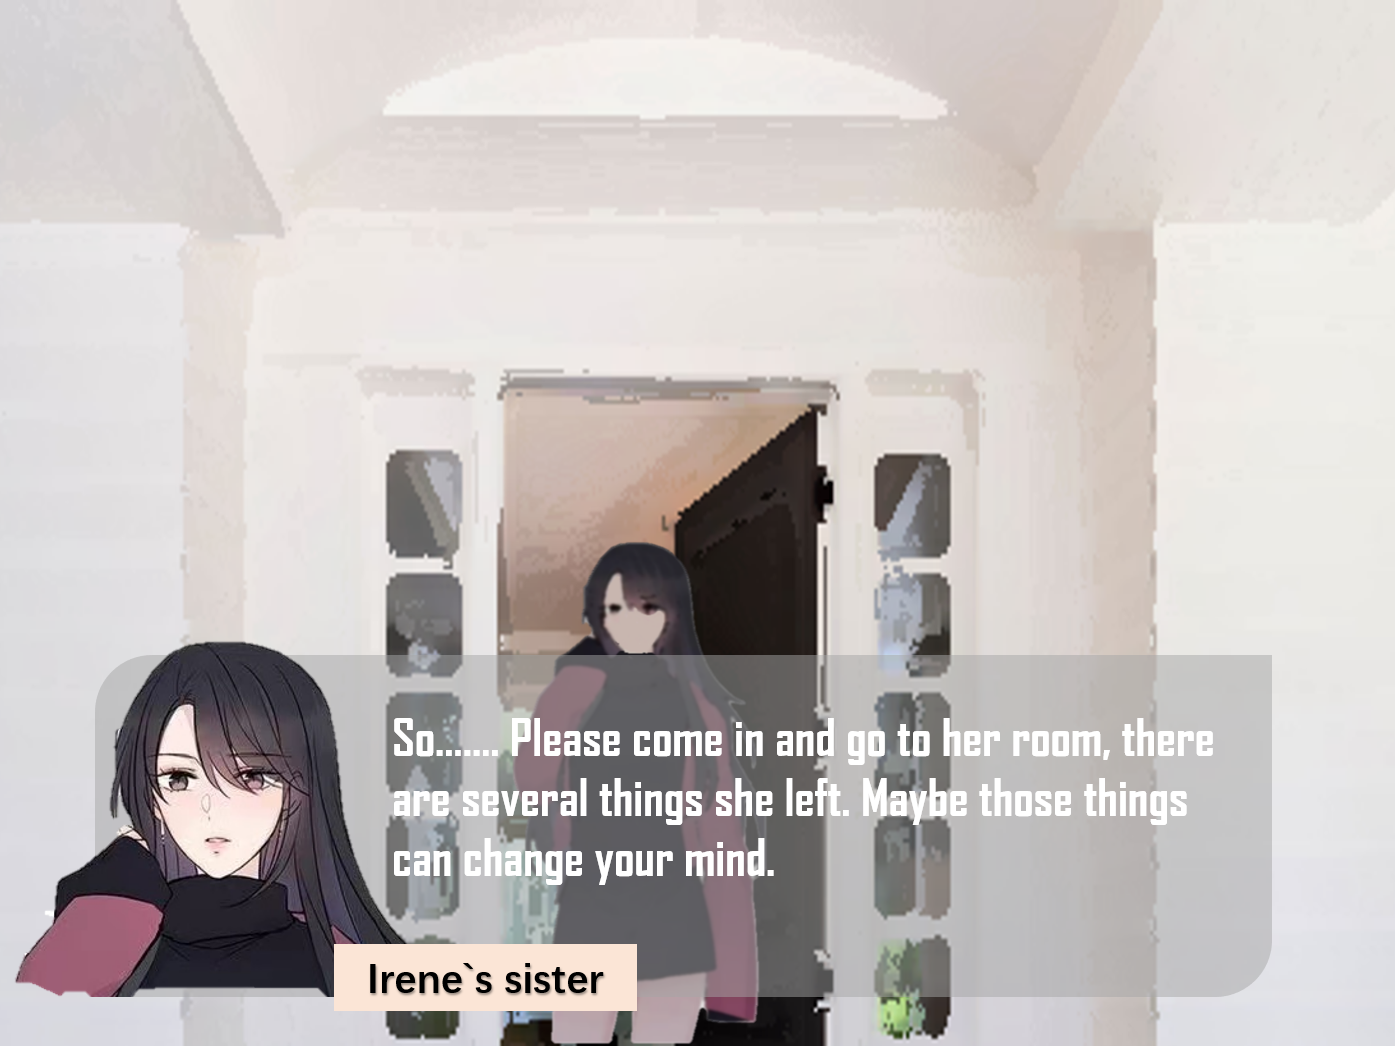 So....... Please come in and go to her room, there
are several things she left. Maybe those things
can change your mind.
Irene`s sister